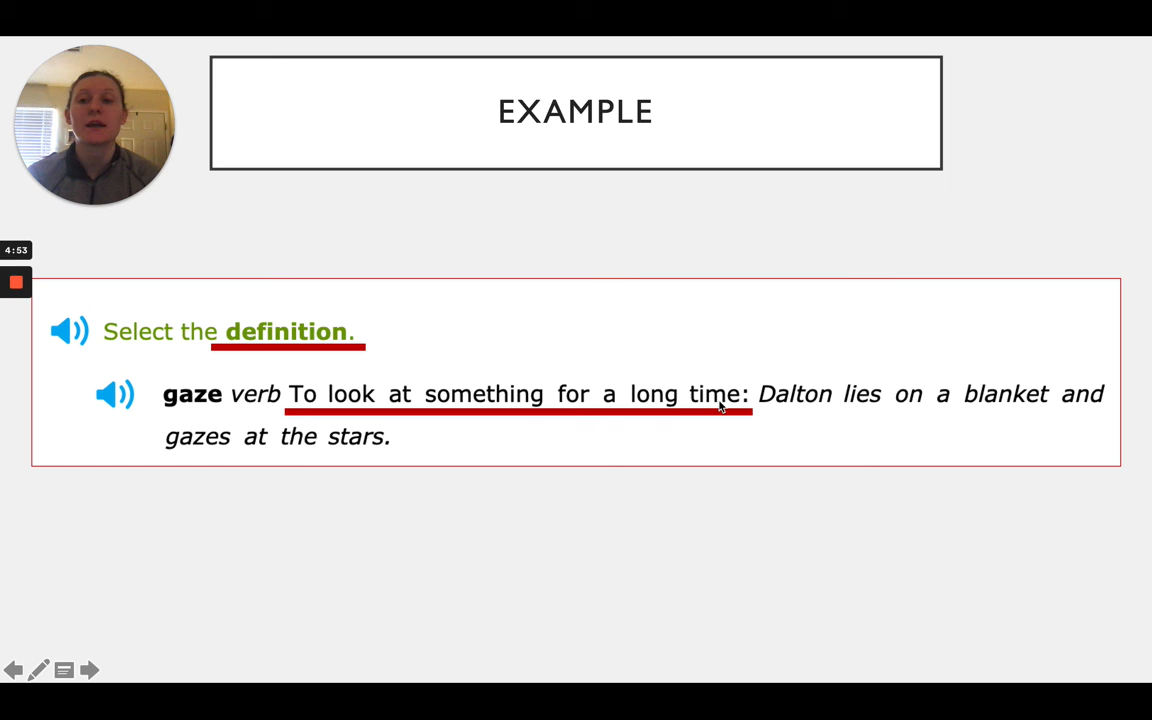 EXAMPLE
4:53
Select the definition.
gaze verb To look at something for a long time: Dalton lies on a blanket and
gazes at the stars.